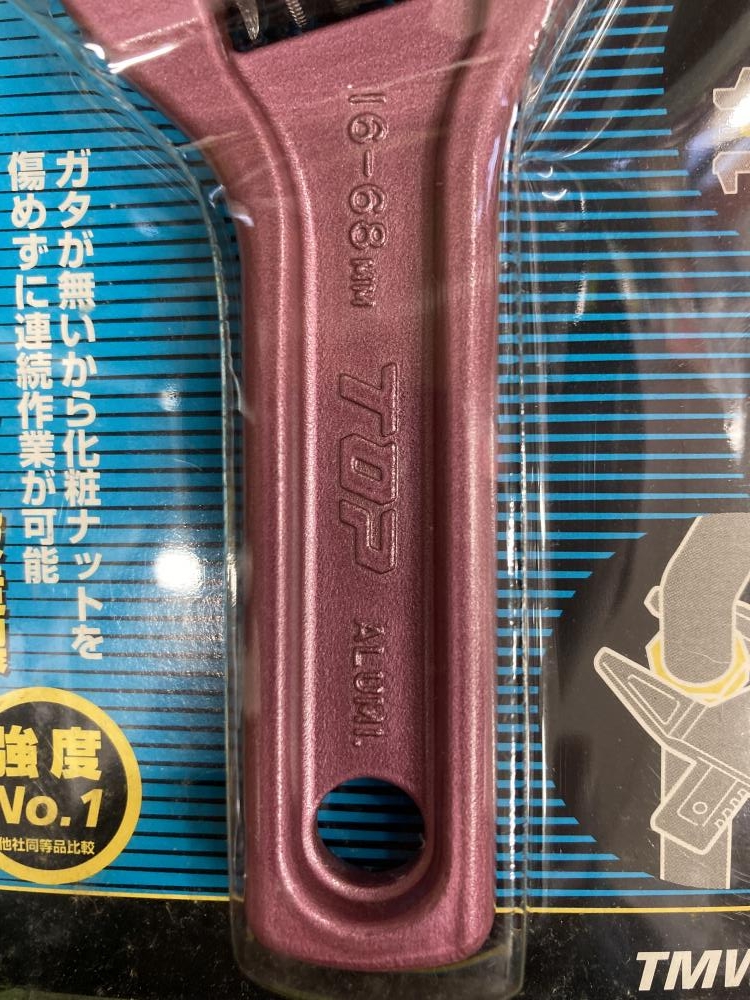 16-68mm
TOP
ALUMI.
ガタが無いから化粧ナットを
傷めずに連続作業が可能
強度
No.1
他社同等品比較
TMW